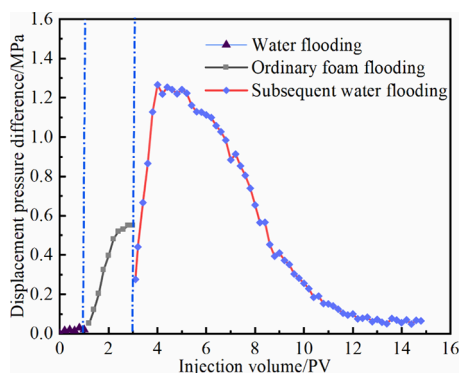 1.6
1.4
1.2
1.0
0.8
0.6
0.4
0.2
0.0
Displacement pressure difference/MPa
Water flooding
Ordinary foam flooding
Subsequent water flooding
0 2 4 6 8 10 12 14 16
Injection volume/PV